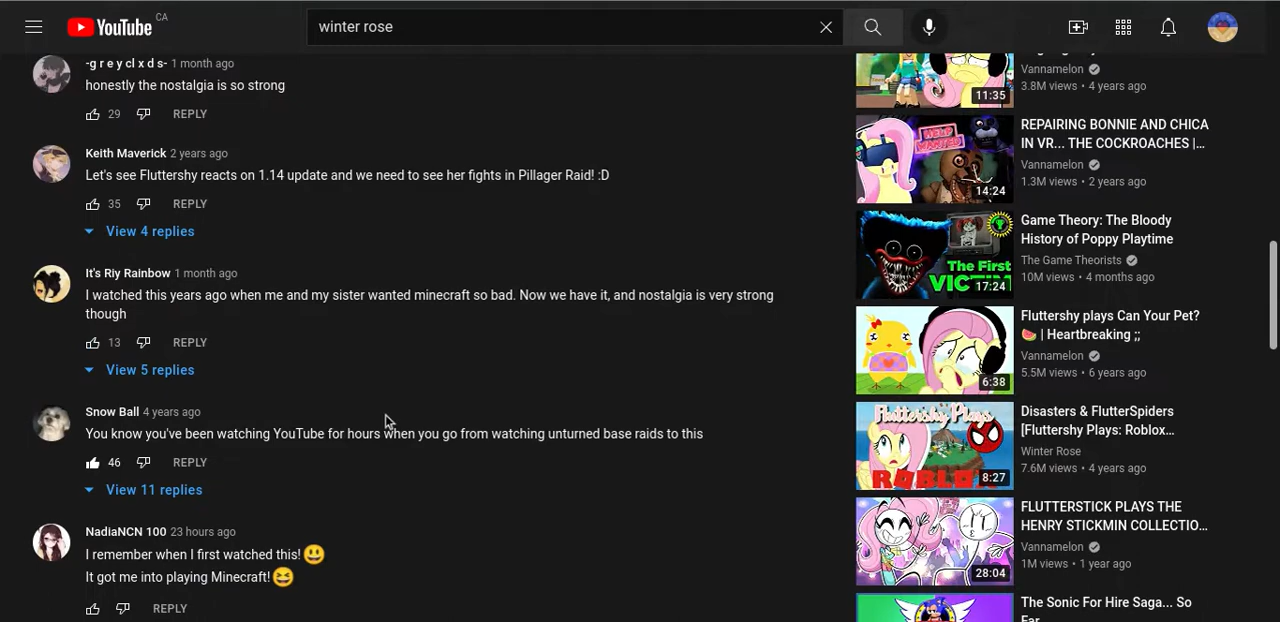 YouTube CA
winter rose
-g r e y cl x d s- 1 month ago
honestly the nostalgia is so strong
29 REPLY
Keith Maverick 2 years ago
Let's see Fluttershy reacts on 1.14 update and we need to see her fights in Pillager Raid! :D
35 REPLY
View 4 replies
It's Riy Rainbow 1 month ago
I watched this years ago when me and my sister wanted minecraft so bad. Now we have it, and nostalgia is very strong
though
13 REPLY
View 5 replies
Snow Ball 4 years ago
You know you've been watching YouTube for hours when you go from watching unturned base raids to this
46 REPLY
View 11 replies
NadiaNCN 100 23 hours ago
I remember when I first watched this! 😃
It got me into playing Minecraft! 😆
REPLY
11:35
Vannamelon
3.8M views • 4 years ago
HELP
WANTED
14:24
REPAIRING BONNIE AND CHICA
IN VR... THE COCKROACHES |...
Vannamelon
1.3M views • 2 years ago
The First
VICTIM
17:24
Game Theory: The Bloody
History of Poppy Playtime
The Game Theorists
10M views • 4 months ago
6:38
Fluttershy plays Can Your Pet?
🍉 | Heartbreaking ;;
Vannamelon
5.5M views • 6 years ago
Fluttershy Plays
ROBLOX
8:27
Disasters & FlutterSpiders
[Fluttershy Plays: Roblox...
Winter Rose
7.6M views • 4 years ago
28:04
FLUTTERSTICK PLAYS THE
HENRY STICKMIN COLLECTIO...
Vannamelon
1M views • 1 year ago
The Sonic For Hire Saga... So
Far